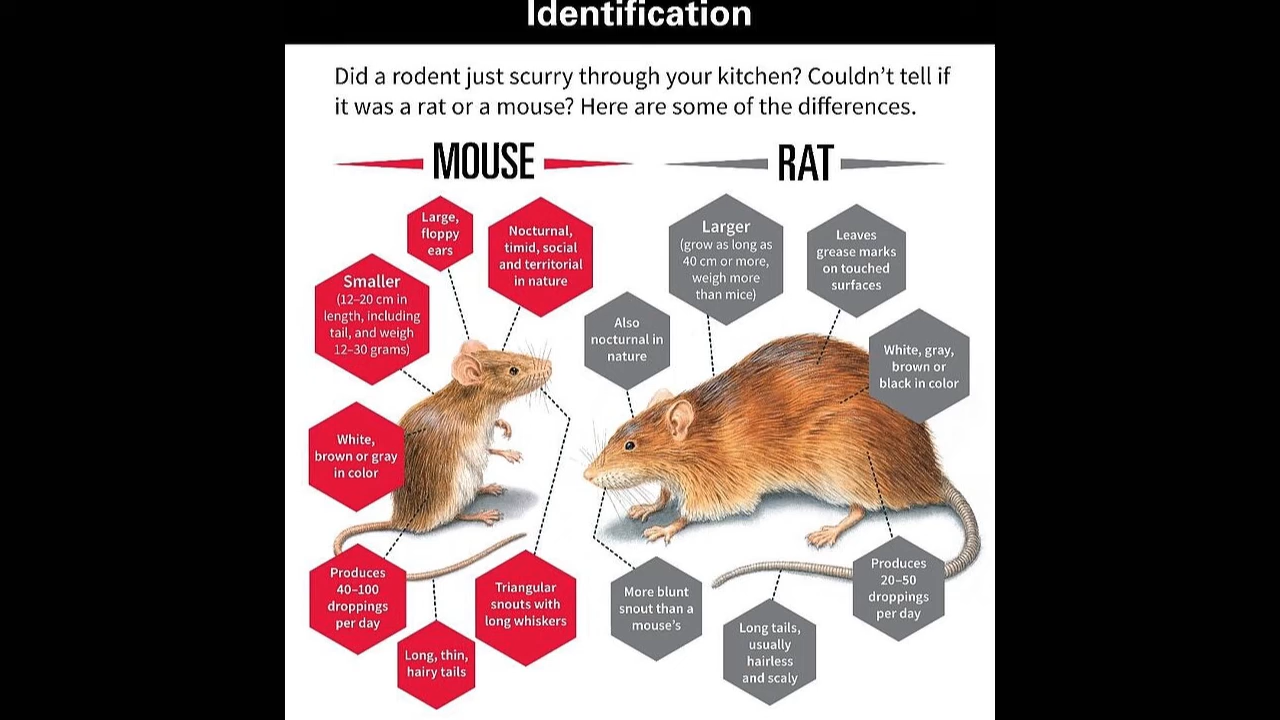 Identification
Did a rodent just scurry through your kitchen? Couldn’t tell if
it was a rat or a mouse? Here are some of the differences.
MOUSE
Large,
floppy
ears
Nocturnal,
timid, social
and territorial
in nature
Smaller
(12–20 cm in
length, including
tail, and weigh
12–30 grams)
White,
brown or gray
in color
Produces
40–100
droppings
per day
Long, thin,
hairy tails
Triangular
snouts with
long whiskers
RAT
Larger
(grow as long as
40 cm or more,
weigh more
than mice)
Leaves
grease marks
on touched
surfaces
Also
nocturnal in
nature
White, gray,
brown or
black in color
More blunt
snout than a
mouse’s
Long tails,
usually
hairless
and scaly
Produces
20–50
droppings
per day